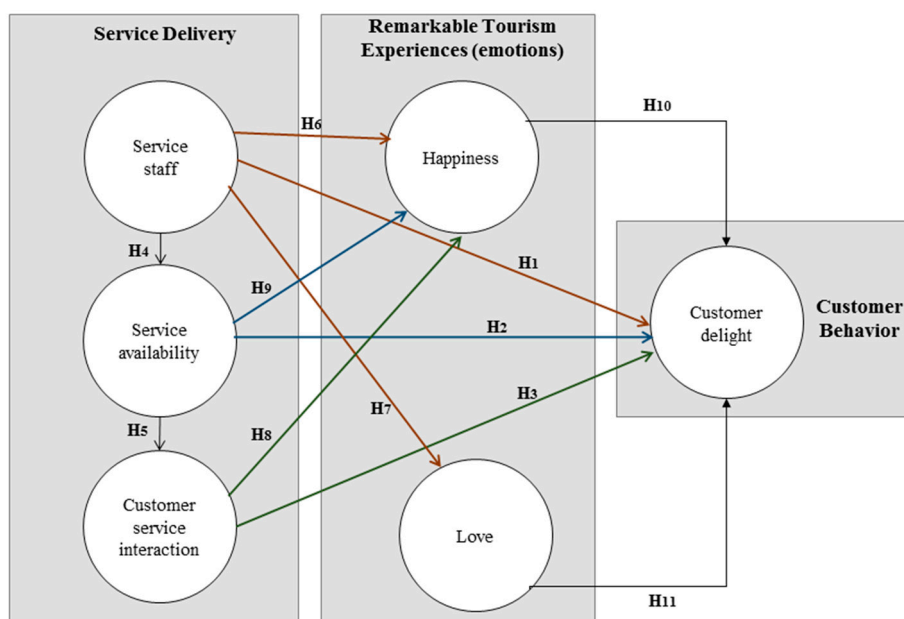 Service Delivery
Remarkable Tourism
Experiences (emotions)
H10
H6
Service
staff
Happiness
H4
H1
H9
Service
availability
H2
Customer
delight
Customer
Behavior
H3
H7
H5
H8
Customer
service
interaction
Love
H11